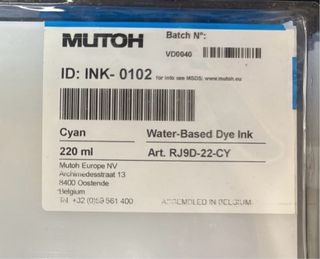 MUTOH
Batch N°:
VD0040
ID: INK- 0102
for info see MSDS: www.mutoh.eu
Cyan
Water-Based Dye Ink
220 ml
Art. RJ9D-22-CY
Mutoh Europe NV
Archimedesstraat 13
8400 Oostende
Belgium
Tel. +32 (0)59 561 400
ASSEMBLED IN BELGIUM